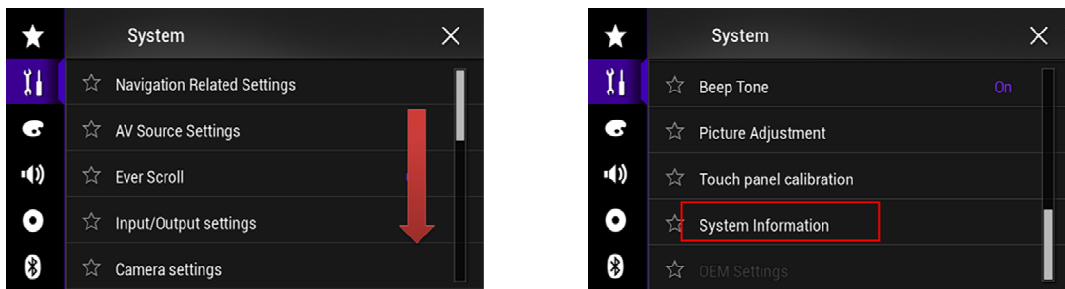 System
Navigation Related Settings
AV Source Settings
Ever Scroll
Input/Output settings
Camera settings
System
Beep Tone On
Picture Adjustment
Touch panel calibration
System Information
OEM Settings